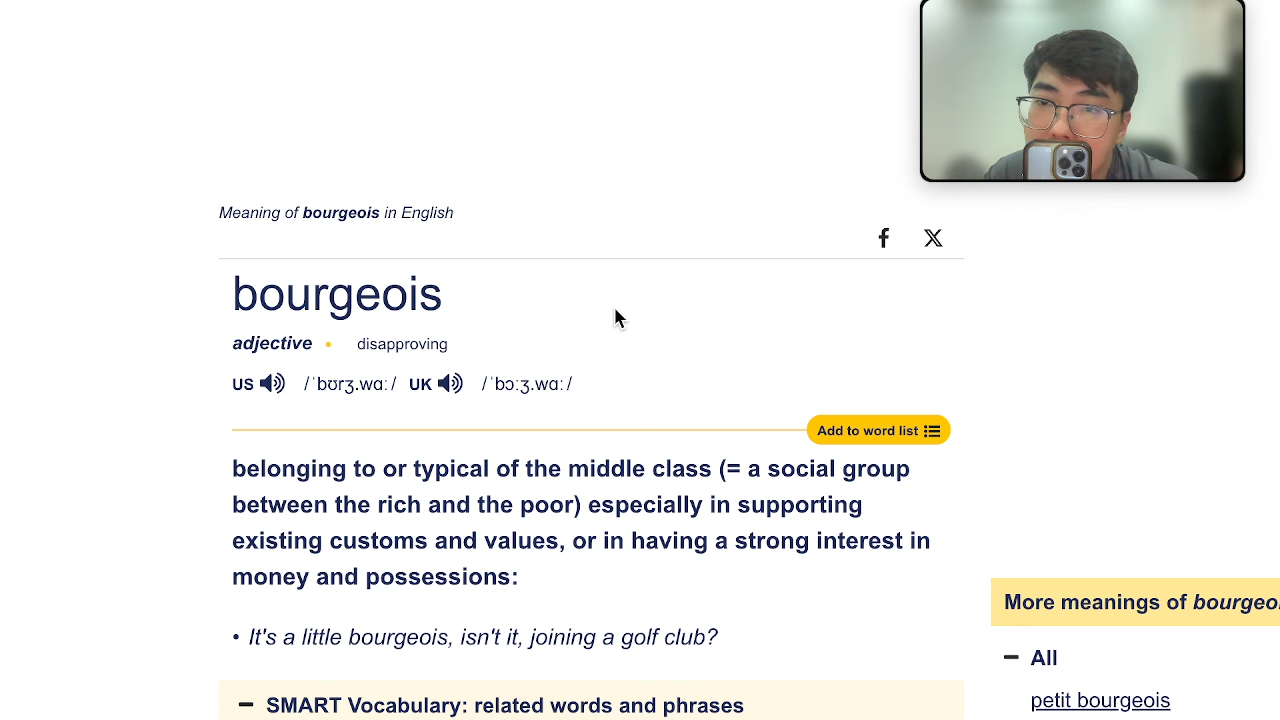 Meaning of bourgeois in English
bourgeois
adjective • disapproving
US /ˈbʊrʒ.wɑː/ UK /ˈbɔːʒ.wɑː/
Add to word list
belonging to or typical of the middle class (= a social group
between the rich and the poor) especially in supporting
existing customs and values, or in having a strong interest in
money and possessions:
• It's a little bourgeois, isn't it, joining a golf club?
More meanings of bourgeoi
– All
petit bourgeois
– SMART Vocabulary: related words and phrases